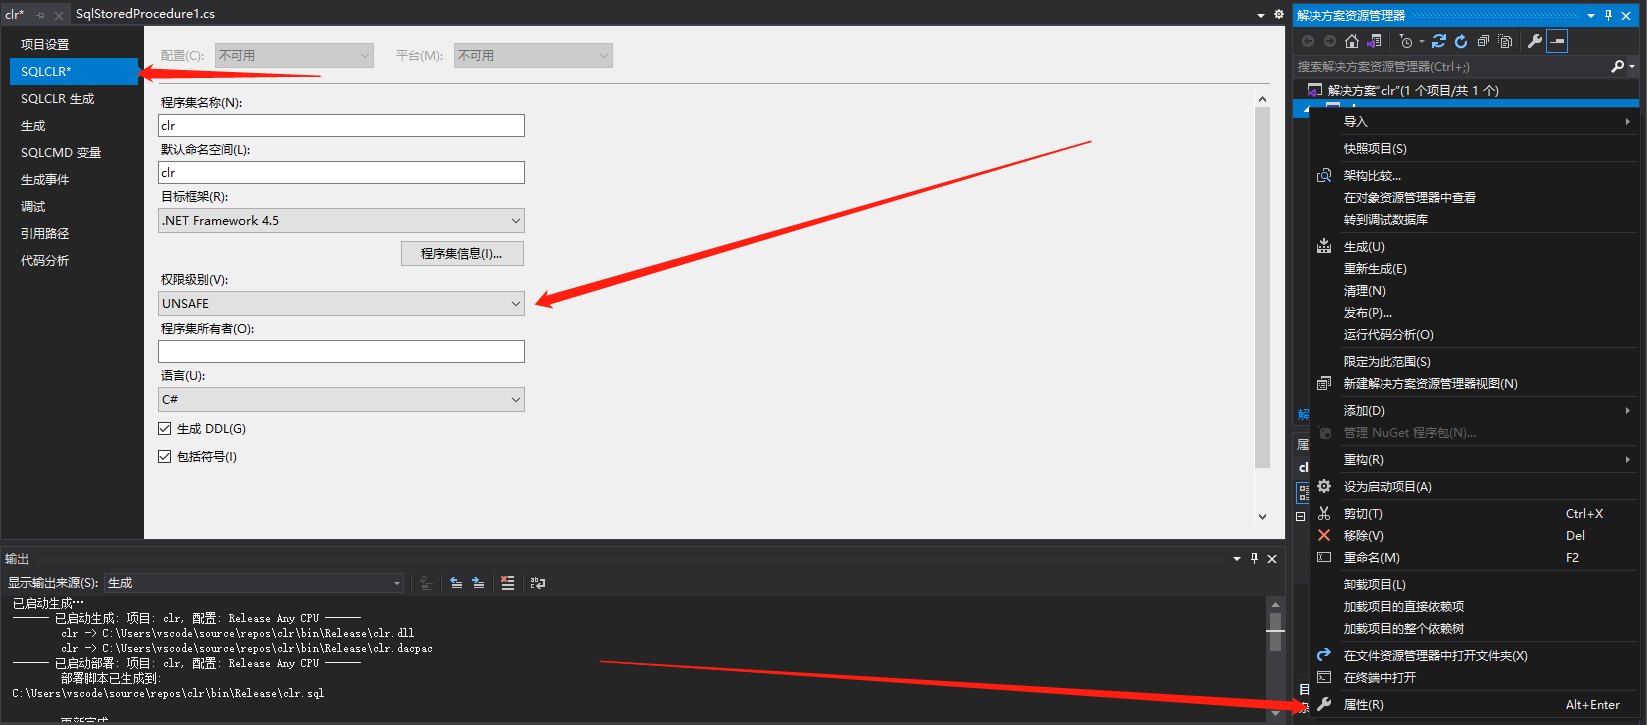 clr*
SqlStoredProcedure1.cs
项目设置
SQLCLR*
SQLCLR 生成
生成
SQLCMD 变量
生成事件
调试
引用路径
代码分析
配置(C):
不可用
平台(M):
不可用
程序集名称(N):
clr
默认命名空间(L):
clr
目标框架(R):
.NET Framework 4.5
程序集信息(I)...
权限级别(V):
UNSAFE
程序集所有者(O):
语言(U):
C#
生成 DDL(G)
包括符号(I)
输出
显示输出来源(S):
生成
已启动生成…
------ 已启动生成: 项目: clr, 配置: Release Any CPU ------
clr -> C:\Users\vscode\source\repos\clr\bin\Release\clr.dll
clr -> C:\Users\vscode\source\repos\clr\bin\Release\clr.dacpac
------ 已启动部署: 项目: clr, 配置: Release Any CPU ------
部署脚本已生成到:
C:\Users\vscode\source\repos\clr\bin\Release\clr.sql
更新完成
解决方案资源管理器
搜索解决方案资源管理器(Ctrl+;)
解决方案"clr"(1 个项目/共 1 个)
导入
快照项目(S)
架构比较...
在对象资源管理器中查看
转到调试数据库
生成(U)
重新生成(E)
清理(N)
发布(P)...
运行代码分析(O)
限定为此范围(S)
新建解决方案资源管理器视图(N)
添加(D)
管理 NuGet 程序包(N)...
重构(R)
设为启动项目(A)
剪切(T) Ctrl+X
移除(V) Del
重命名(M) F2
卸载项目(L)
加载项目的直接依赖项
加载项目的整个依赖树
在文件资源管理器中打开文件夹(X)
在终端中打开
属性(R) Alt+Enter